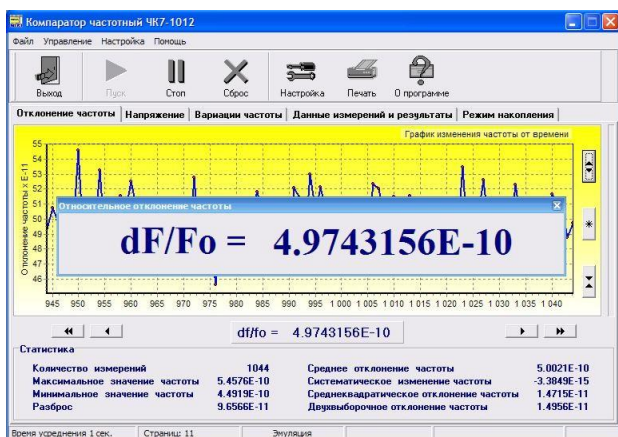 Компаратор частотный ЧК7-1012
Файл Управление Настройка Помощь
Выход Пуск Стоп Сброс Настройка Печать О программе
Отклонение частоты Напряжение Вариации частоты Данные измерений и результаты Режим накопления
График изменения частоты от времени
Отклонение частоты x E-11
55
54
53
52
51
50
49
48
47
46
Относительное отклонение частоты
dF/Fo = 4.9743156E-10
945 950 955 960 965 970 975 980 985 990 995 1 000 1 005 1 010 1 015 1 020 1 025 1 030 1 035 1 040
df/fo = 4.9743156E-10
Статистика
Количество измерений 1044 Среднее отклонение частоты 5.0021E-10
Максимальное значение частоты 5.4576E-10 Систематическое изменение частоты -3.3849E-15
Минимальное значение частоты 4.4919E-10 Среднеквадратическое отклонение частоты 1.4715E-11
Разброс 9.6566E-11 Двухвыборочное отклонение частоты 1.4956E-11
Время усреднения 1 сек. Страниц: 11 Эмуляция